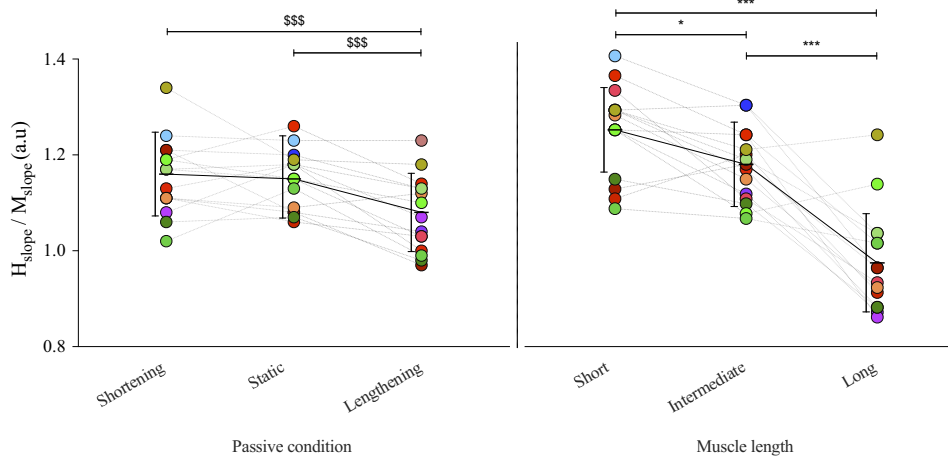 ***
$$$
*
$$$
***
1.4
1.2
1.0
0.8
H_slope / M_slope (a.u)
Shortening
Static
Lengthening
Short
Intermediate
Long
Passive condition
Muscle length